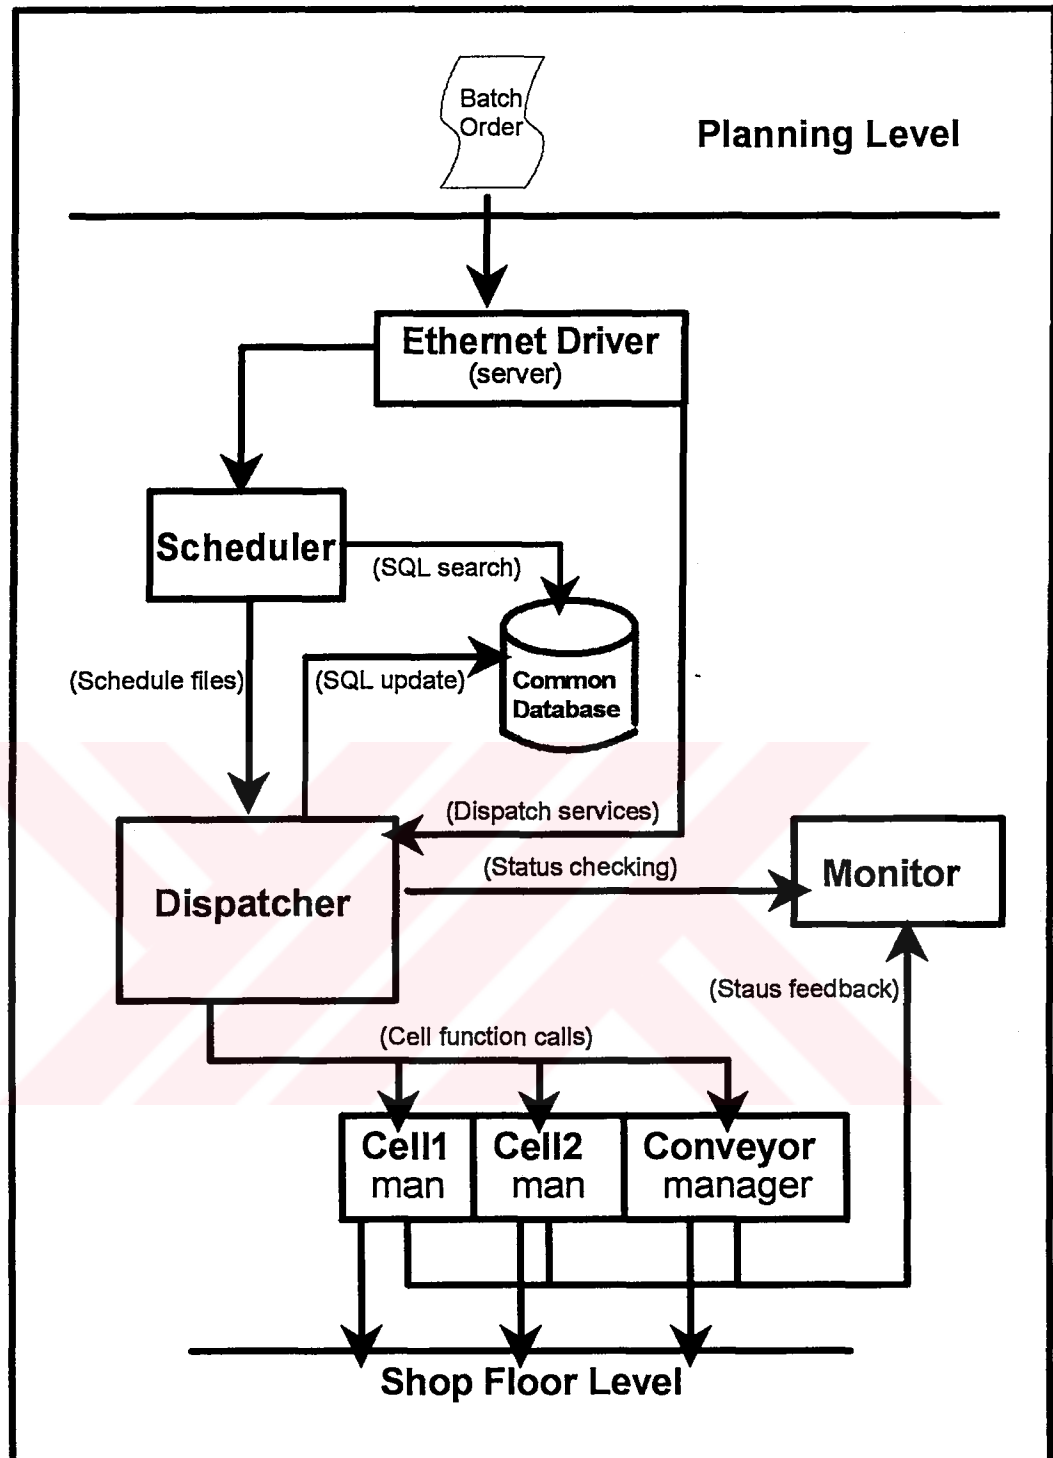 Batch
Order
Planning Level
Ethernet Driver
(server)
Scheduler
(SQL search)
(Schedule files)
(SQL update)
Common
Database
(Dispatch services)
(Status checking)
Monitor
Dispatcher
(Staus feedback)
(Cell function calls)
Cell1
man
Cell2
man
Conveyor
manager
Shop Floor Level